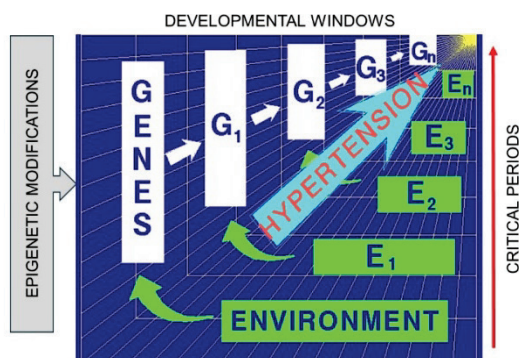 DEVELOPMENTAL WINDOWS
EPIGENETIC MODIFICATIONS
GENES
G1
G2
G3
Gn
HYPERTENSION
En
E3
E2
E1
ENVIRONMENT
CRITICAL PERIODS